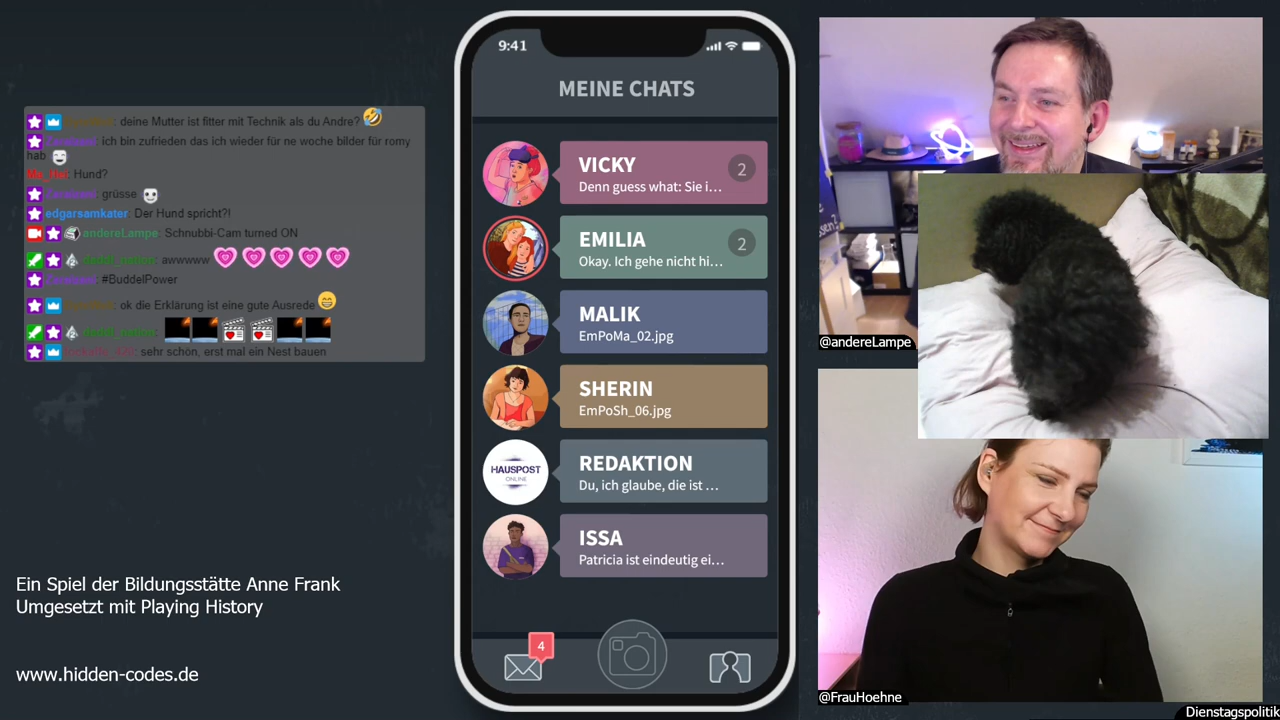 : deine Mutter ist fitter mit Technik als du Andre?
: ich bin zufrieden das ich wieder für ne woche bilder für romy
hab
: Hund?
: grüsse
edgarsamkater: Der Hund spricht?!
andereLampe: Schnubbi-Cam turned ON
: awwwww
: #BuddelPower
: ok die Erklärung ist eine gute Ausrede
: sehr schön, erst mal ein Nest bauen
Ein Spiel der Bildungsstätte Anne Frank
Umgesetzt mit Playing History
www.hidden-codes.de
9:41
MEINE CHATS
VICKY
2
Denn guess what: Sie i...
EMILIA
2
Okay. Ich gehe nicht hi...
MALIK
EmPoMa_02.jpg
SHERIN
EmPoSh_06.jpg
HAUSPOST
ONLINE
REDAKTION
Du, ich glaube, die ist ...
ISSA
Patricia ist eindeutig ei...
4
@andereLampe
@FrauHoehne
Dienstagspolitik